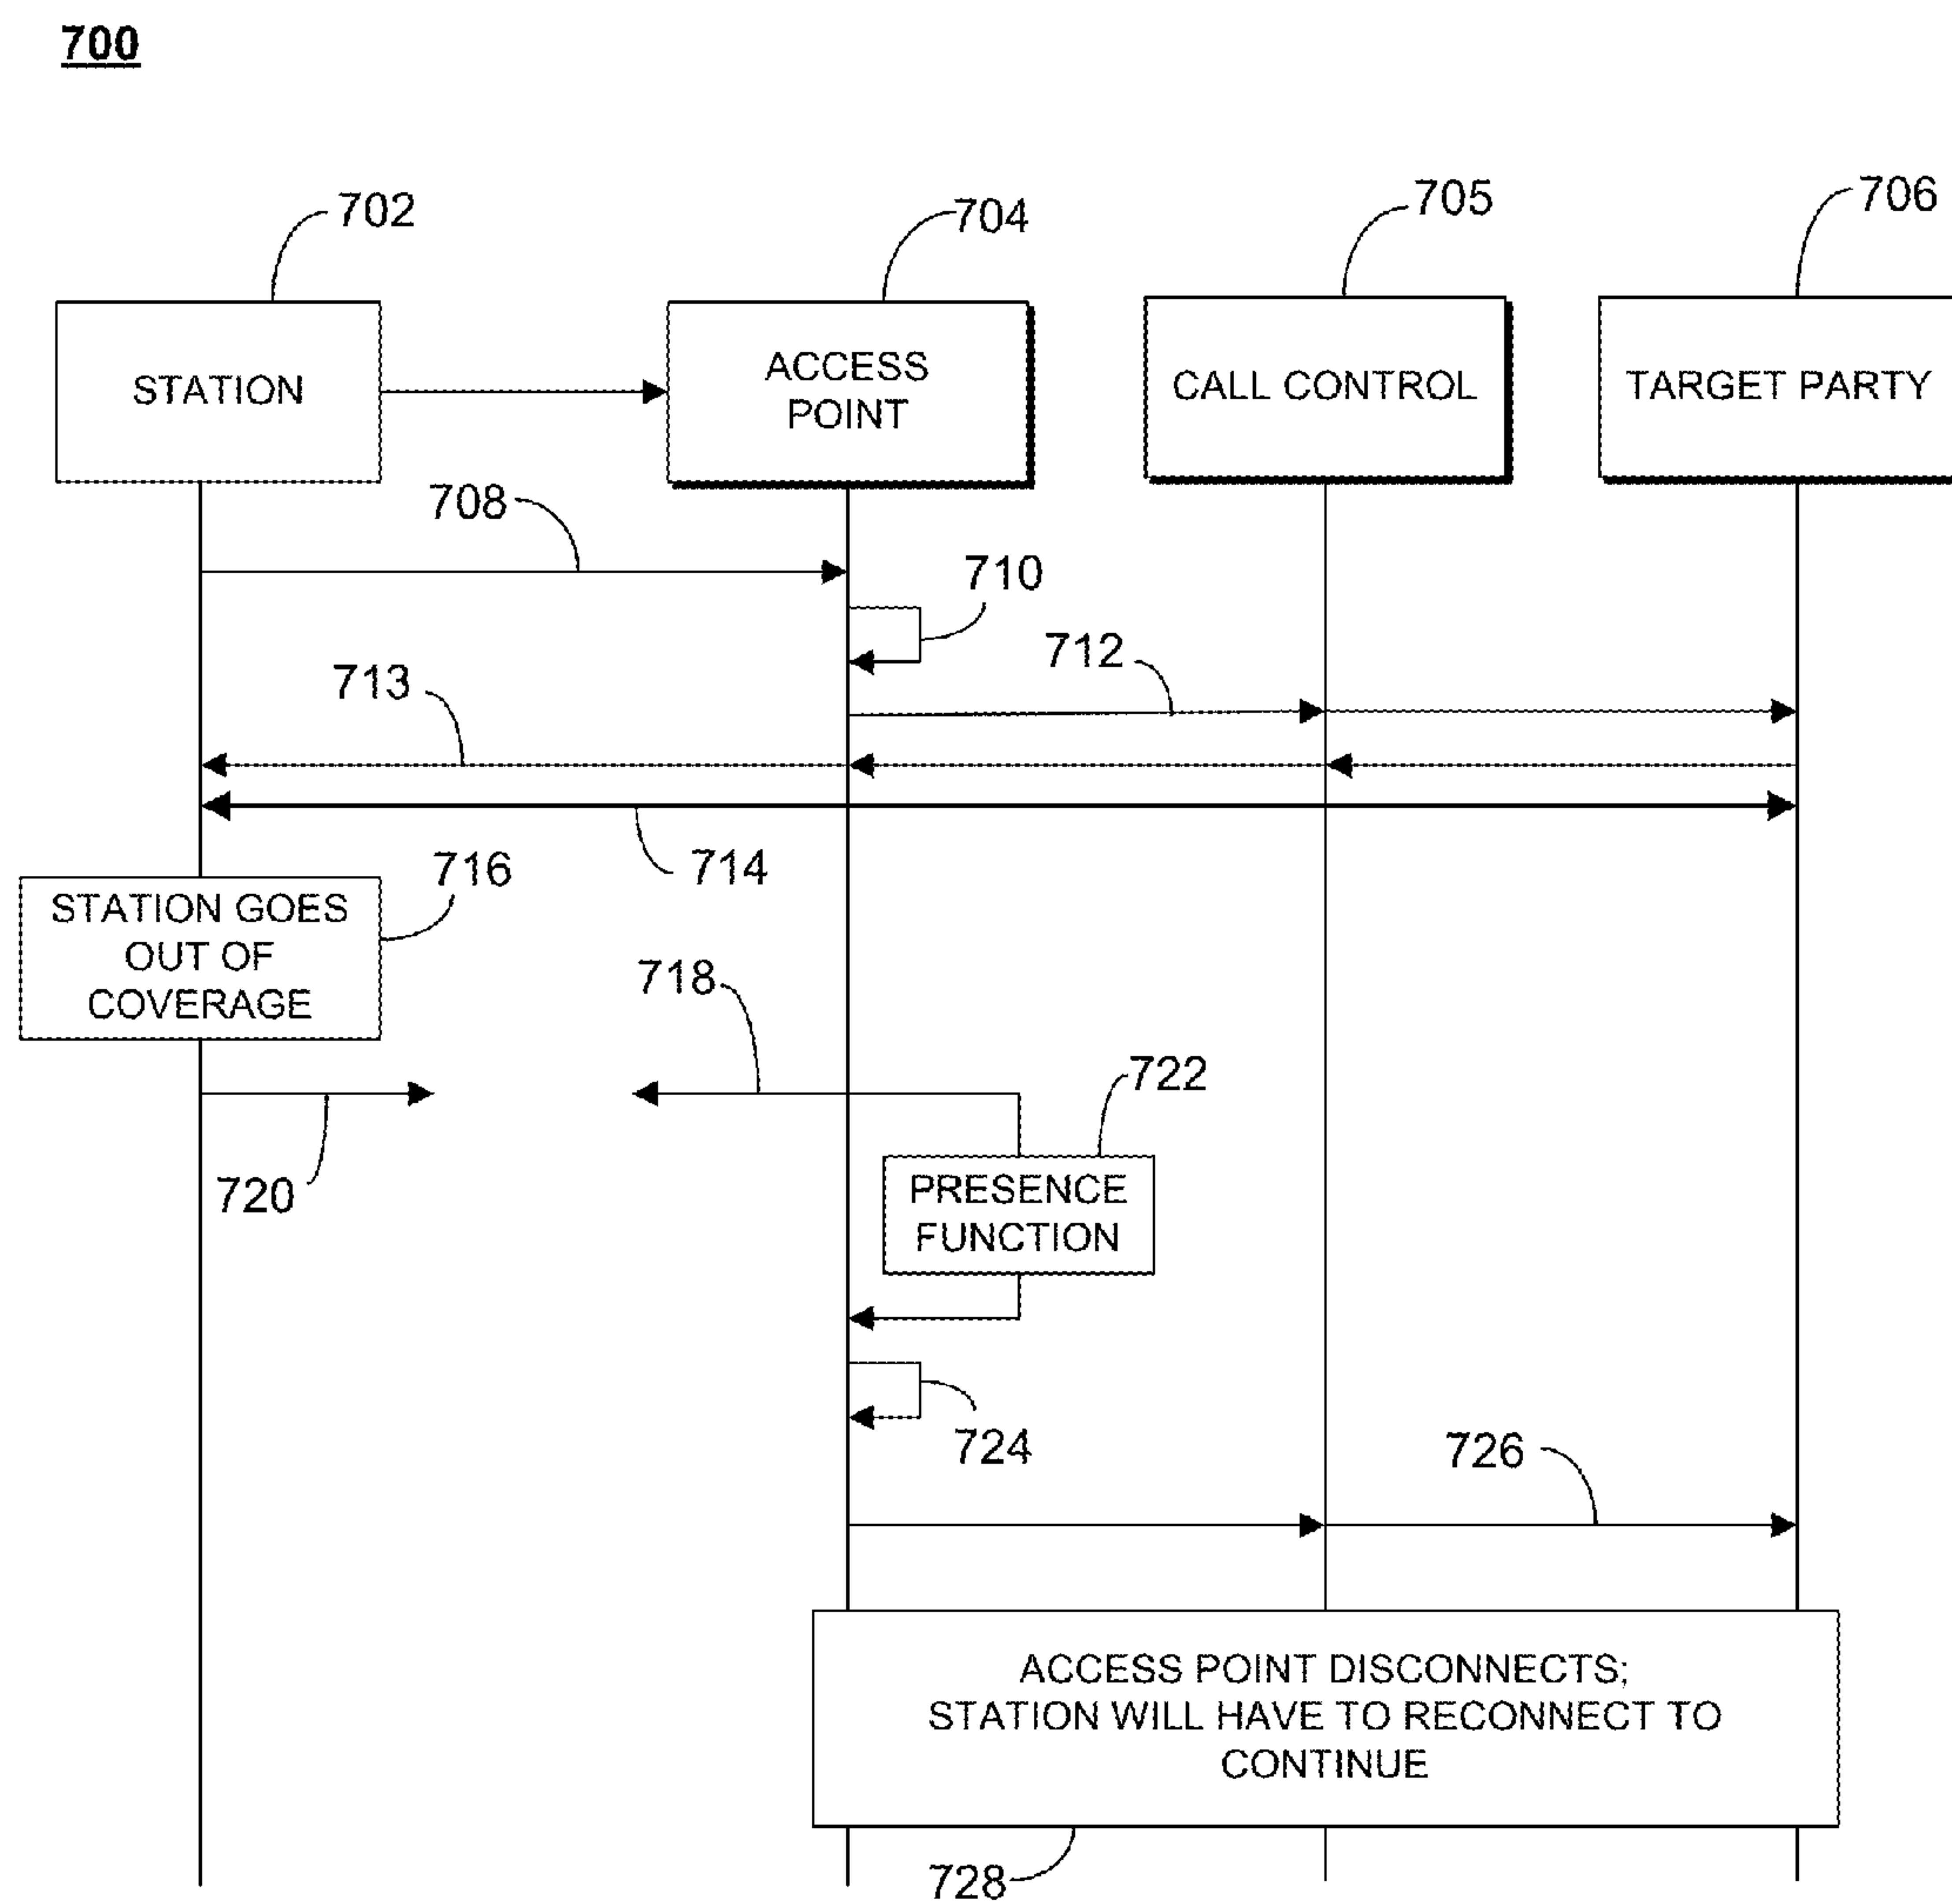 700
702
704
705
706
STATION
ACCESS
POINT
CALL CONTROL
TARGET PARTY
708
710
712
713
714
716
STATION GOES
OUT OF
COVERAGE
718
720
722
PRESENCE
FUNCTION
724
726
ACCESS POINT DISCONNECTS;
STATION WILL HAVE TO RECONNECT TO
CONTINUE
728